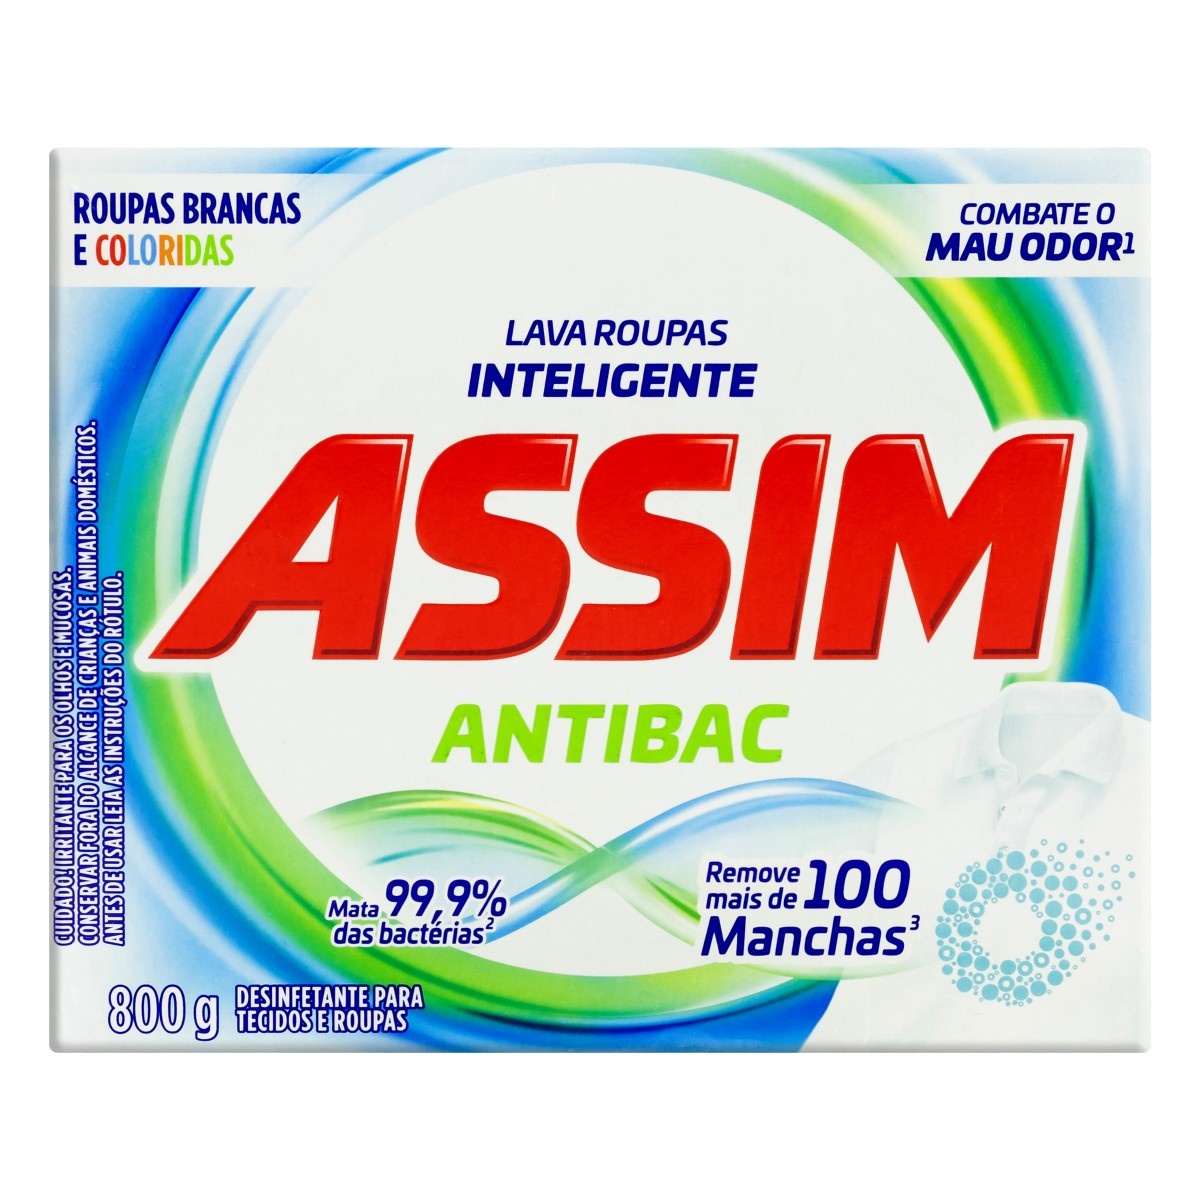 ROUPAS BRANCAS
E COLORIDAS
COMBATE O
MAU ODOR¹
LAVA ROUPAS
INTELIGENTE
ASSIM
ANTIBAC
CUIDADO! IRRITANTE PARA OS OLHOS E MUCOSAS.
CONSERVAR FORA DO ALCANCE DE CRIANÇAS E ANIMAIS DOMÉSTICOS.
ANTES DE USAR LEIA AS INSTRUÇÕES DO RÓTULO.
Mata 99,9%
das bactérias²
Remove
mais de 100
Manchas³
800 g
DESINFETANTE PARA
TECIDOS E ROUPAS